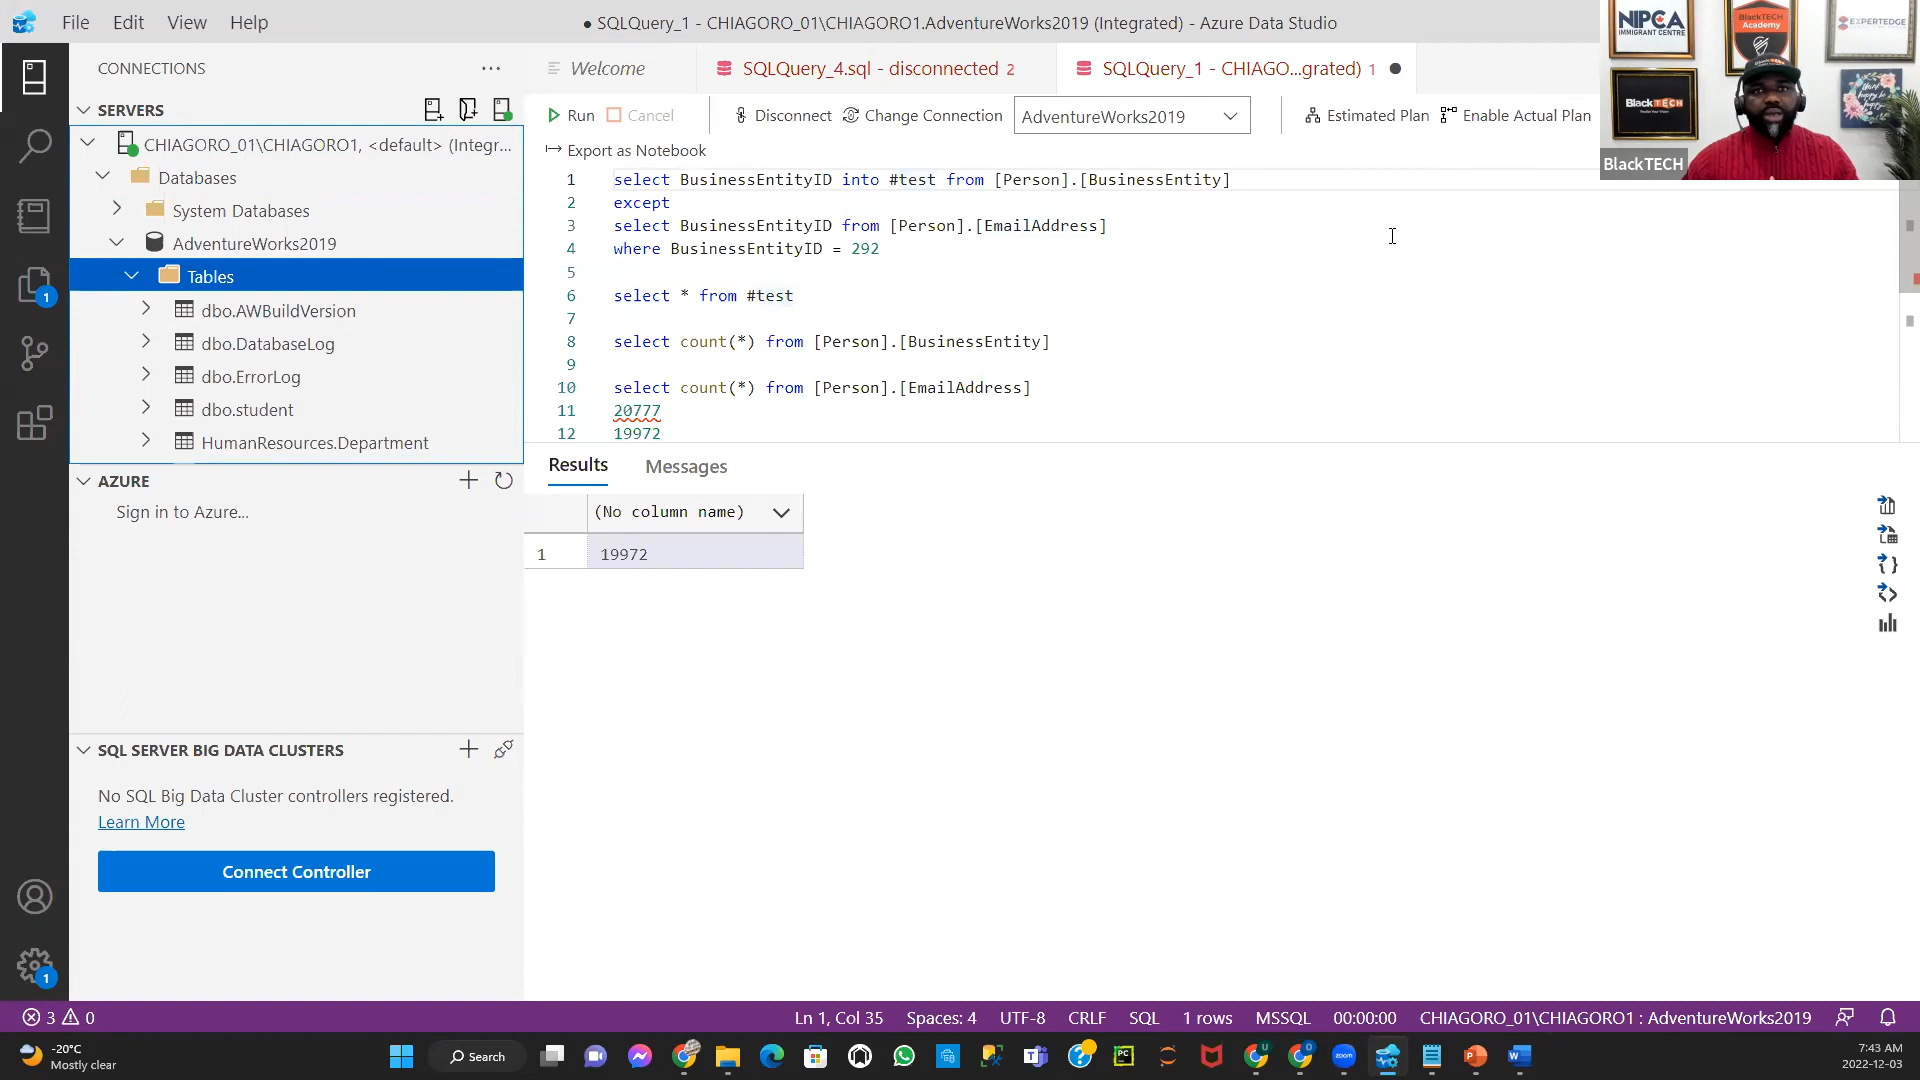 File Edit View Help
● SQLQuery_1 - CHIAGORO_01\CHIAGORO1.AdventureWorks2019 (Integrated) - Azure Data Studio
CONNECTIONS
SERVERS
CHIAGORO_01\CHIAGORO1, <default> (Integr...
Databases
System Databases
AdventureWorks2019
Tables
dbo.AWBuildVersion
dbo.DatabaseLog
dbo.ErrorLog
dbo.student
HumanResources.Department
AZURE
Sign in to Azure...
SQL SERVER BIG DATA CLUSTERS
No SQL Big Data Cluster controllers registered.
Learn More
Connect Controller
1
1
Welcome
SQLQuery_4.sql - disconnected 2
SQLQuery_1 - CHIAGO...grated) 1
Run Cancel Disconnect Change Connection AdventureWorks2019 Estimated Plan Enable Actual Plan
Export as Notebook
1 select BusinessEntityID into #test from [Person].[BusinessEntity]
2 except
3 select BusinessEntityID from [Person].[EmailAddress]
4 where BusinessEntityID = 292
5
6 select * from #test
7
8 select count(*) from [Person].[BusinessEntity]
9
10 select count(*) from [Person].[EmailAddress]
11 20777
12 19972
Results Messages
(No column name)
1 19972
NIPCA
IMMIGRANT CENTRE
BlackTECH
Academy
EXPERTEDGE
BlackTECH
BlackTECH
3 0
Ln 1, Col 35 Spaces: 4 UTF-8 CRLF SQL 1 rows MSSQL 00:00:00 CHIAGORO_01\CHIAGORO1 : AdventureWorks2019
-20°C
Mostly clear
Search
7:43 AM
2022-12-03